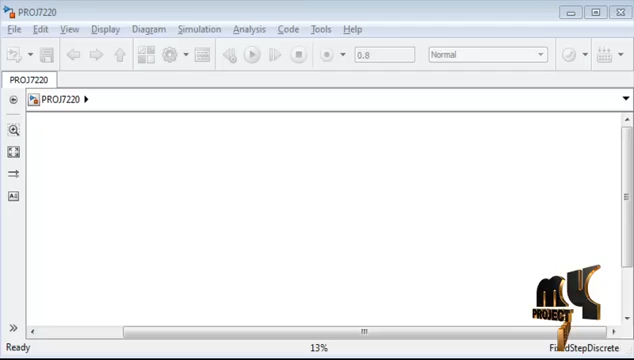 PROJ7220
File Edit View Display Diagram Simulation Analysis Code Tools Help
0.8 Normal
PROJ7220
PROJ7220
MY
PROJECT
Ready 13% FixedStepDiscrete